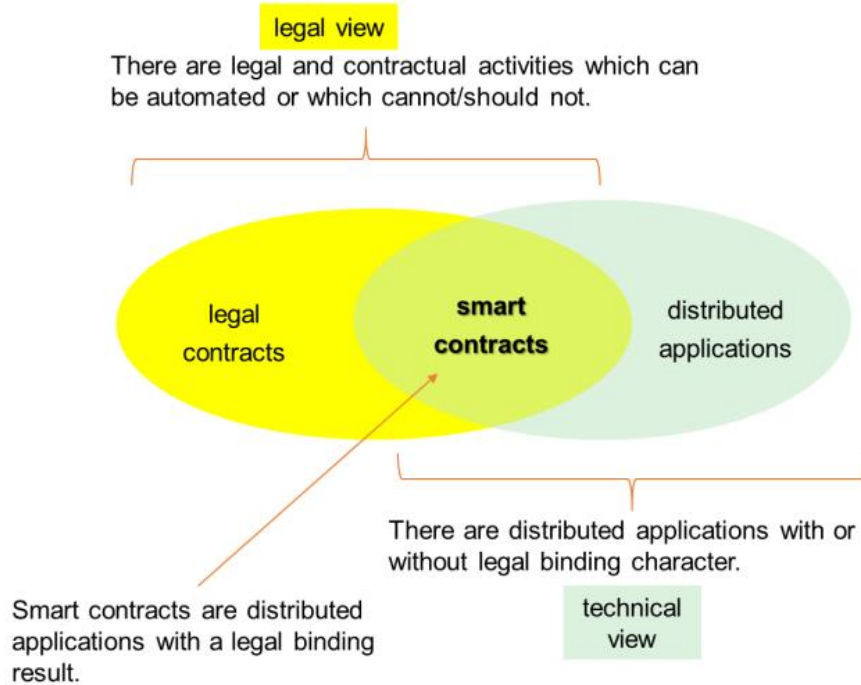 legal view
There are legal and contractual activities which can
be automated or which cannot/should not.
legal
contracts
smart
contracts
distributed
applications
There are distributed applications with or
without legal binding character.
Smart contracts are distributed
applications with a legal binding
result.
technical
view